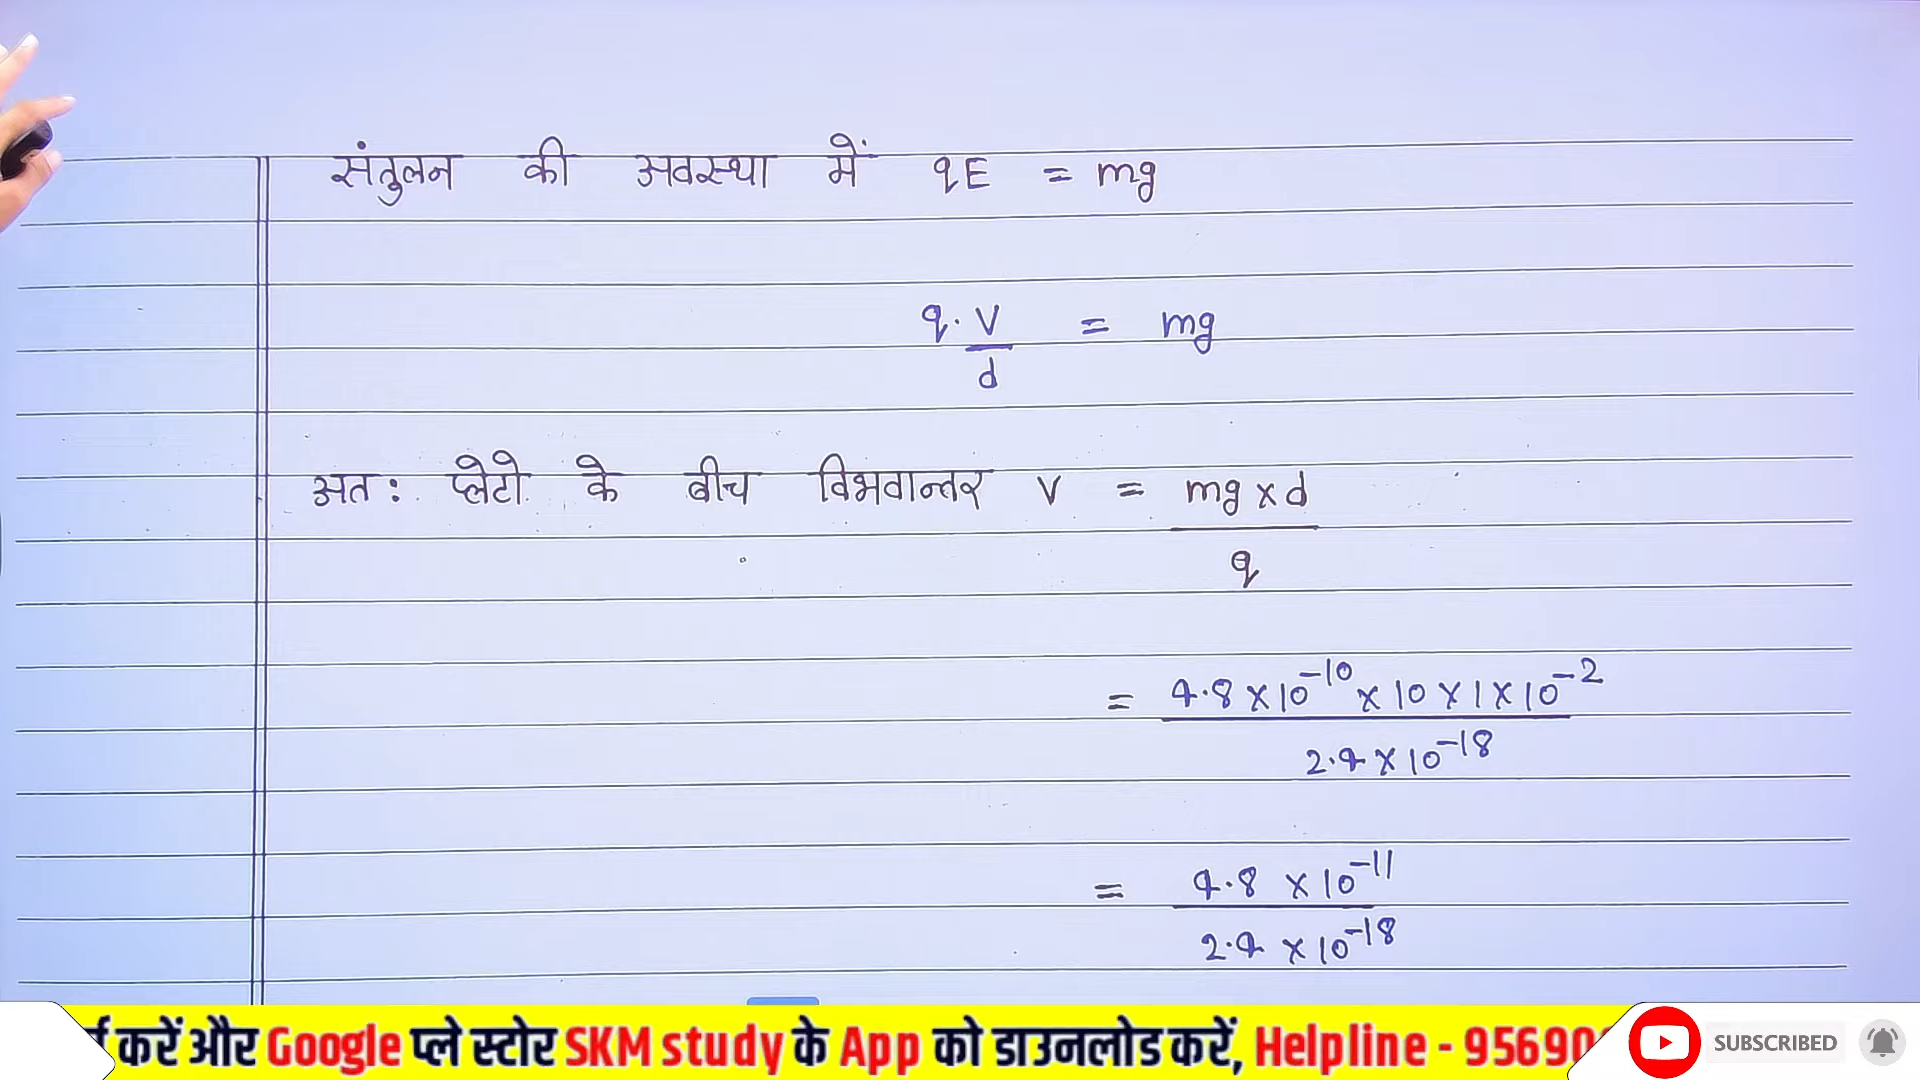 संतुलन की अवस्था में qE = mg
q. V/d = mg
अत: प्लेटो के बीच विभवान्तर V = mg x d / q
= 4.8 × 10⁻¹⁰ × 10 × 1 × 10⁻² / 2.4 × 10⁻¹⁸
= 4.8 × 10⁻¹¹ / 2.4 × 10⁻¹⁸
करें और Google प्ले स्टोर SKM study के App को डाउनलोड करें, Helpline - 9569
SUBSCRIBED